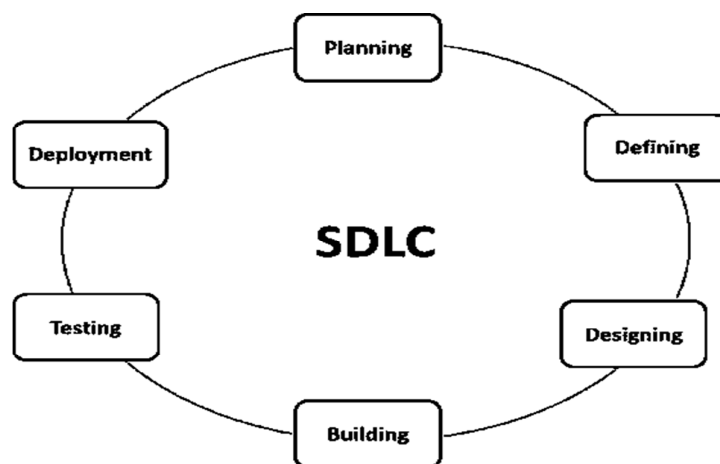 Planning
Defining
Designing
Building
Testing
Deployment
SDLC